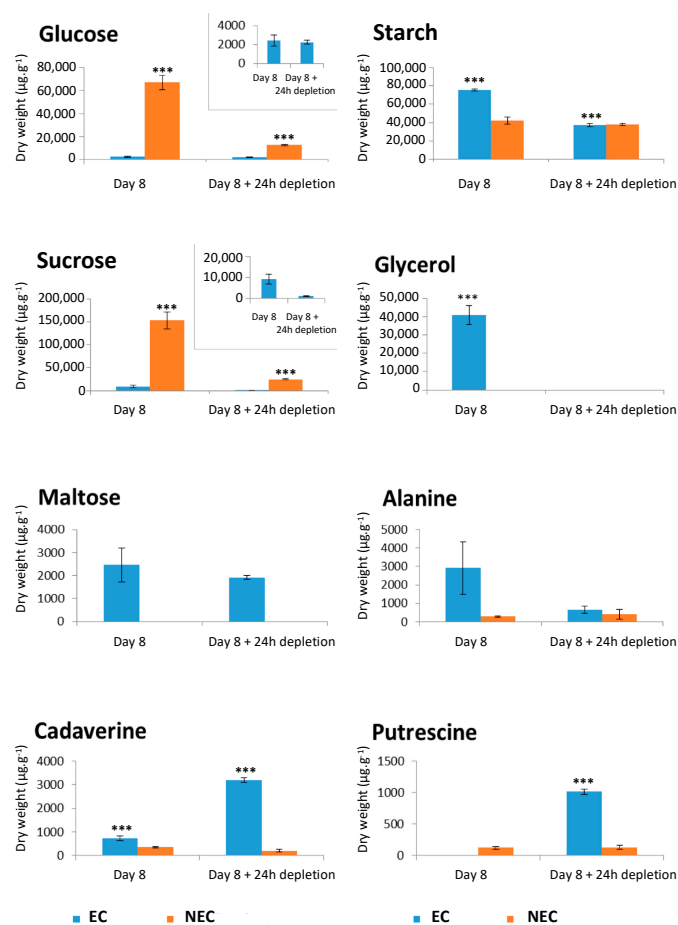 Glucose
Dry weight (µg.g-1)
80,000
60,000
40,000
20,000
0
***
***
Day 8
Day 8 + 24h depletion
4000
2000
0
Day 8
Day 8 +
24h depletion
Starch
Dry weight (µg.g-1)
100,000
80,000
60,000
40,000
20,000
0
***
***
Day 8
Day 8 + 24h depletion
Sucrose
Dry weight (µg.g-1)
200,000
150,000
100,000
50,000
0
***
***
Day 8
Day 8 + 24h depletion
20,000
10,000
0
Day 8
Day 8 +
24h depletion
Glycerol
Dry weight (µg.g-1)
50,000
40,000
30,000
20,000
10,000
0
***
Day 8
Day 8 + 24h depletion
Maltose
Dry weight (µg.g-1)
4000
3000
2000
1000
0
Day 8
Day 8 + 24h depletion
Alanine
Dry weight (µg.g-1)
5000
4000
3000
2000
1000
0
Day 8
Day 8 + 24h depletion
Cadaverine
Dry weight (µg.g-1)
4000
3000
2000
1000
0
***
***
Day 8
Day 8 + 24h depletion
Putrescine
Dry weight (µg.g-1)
1500
1000
500
0
***
Day 8
Day 8 + 24h depletion
EC NEC
EC NEC